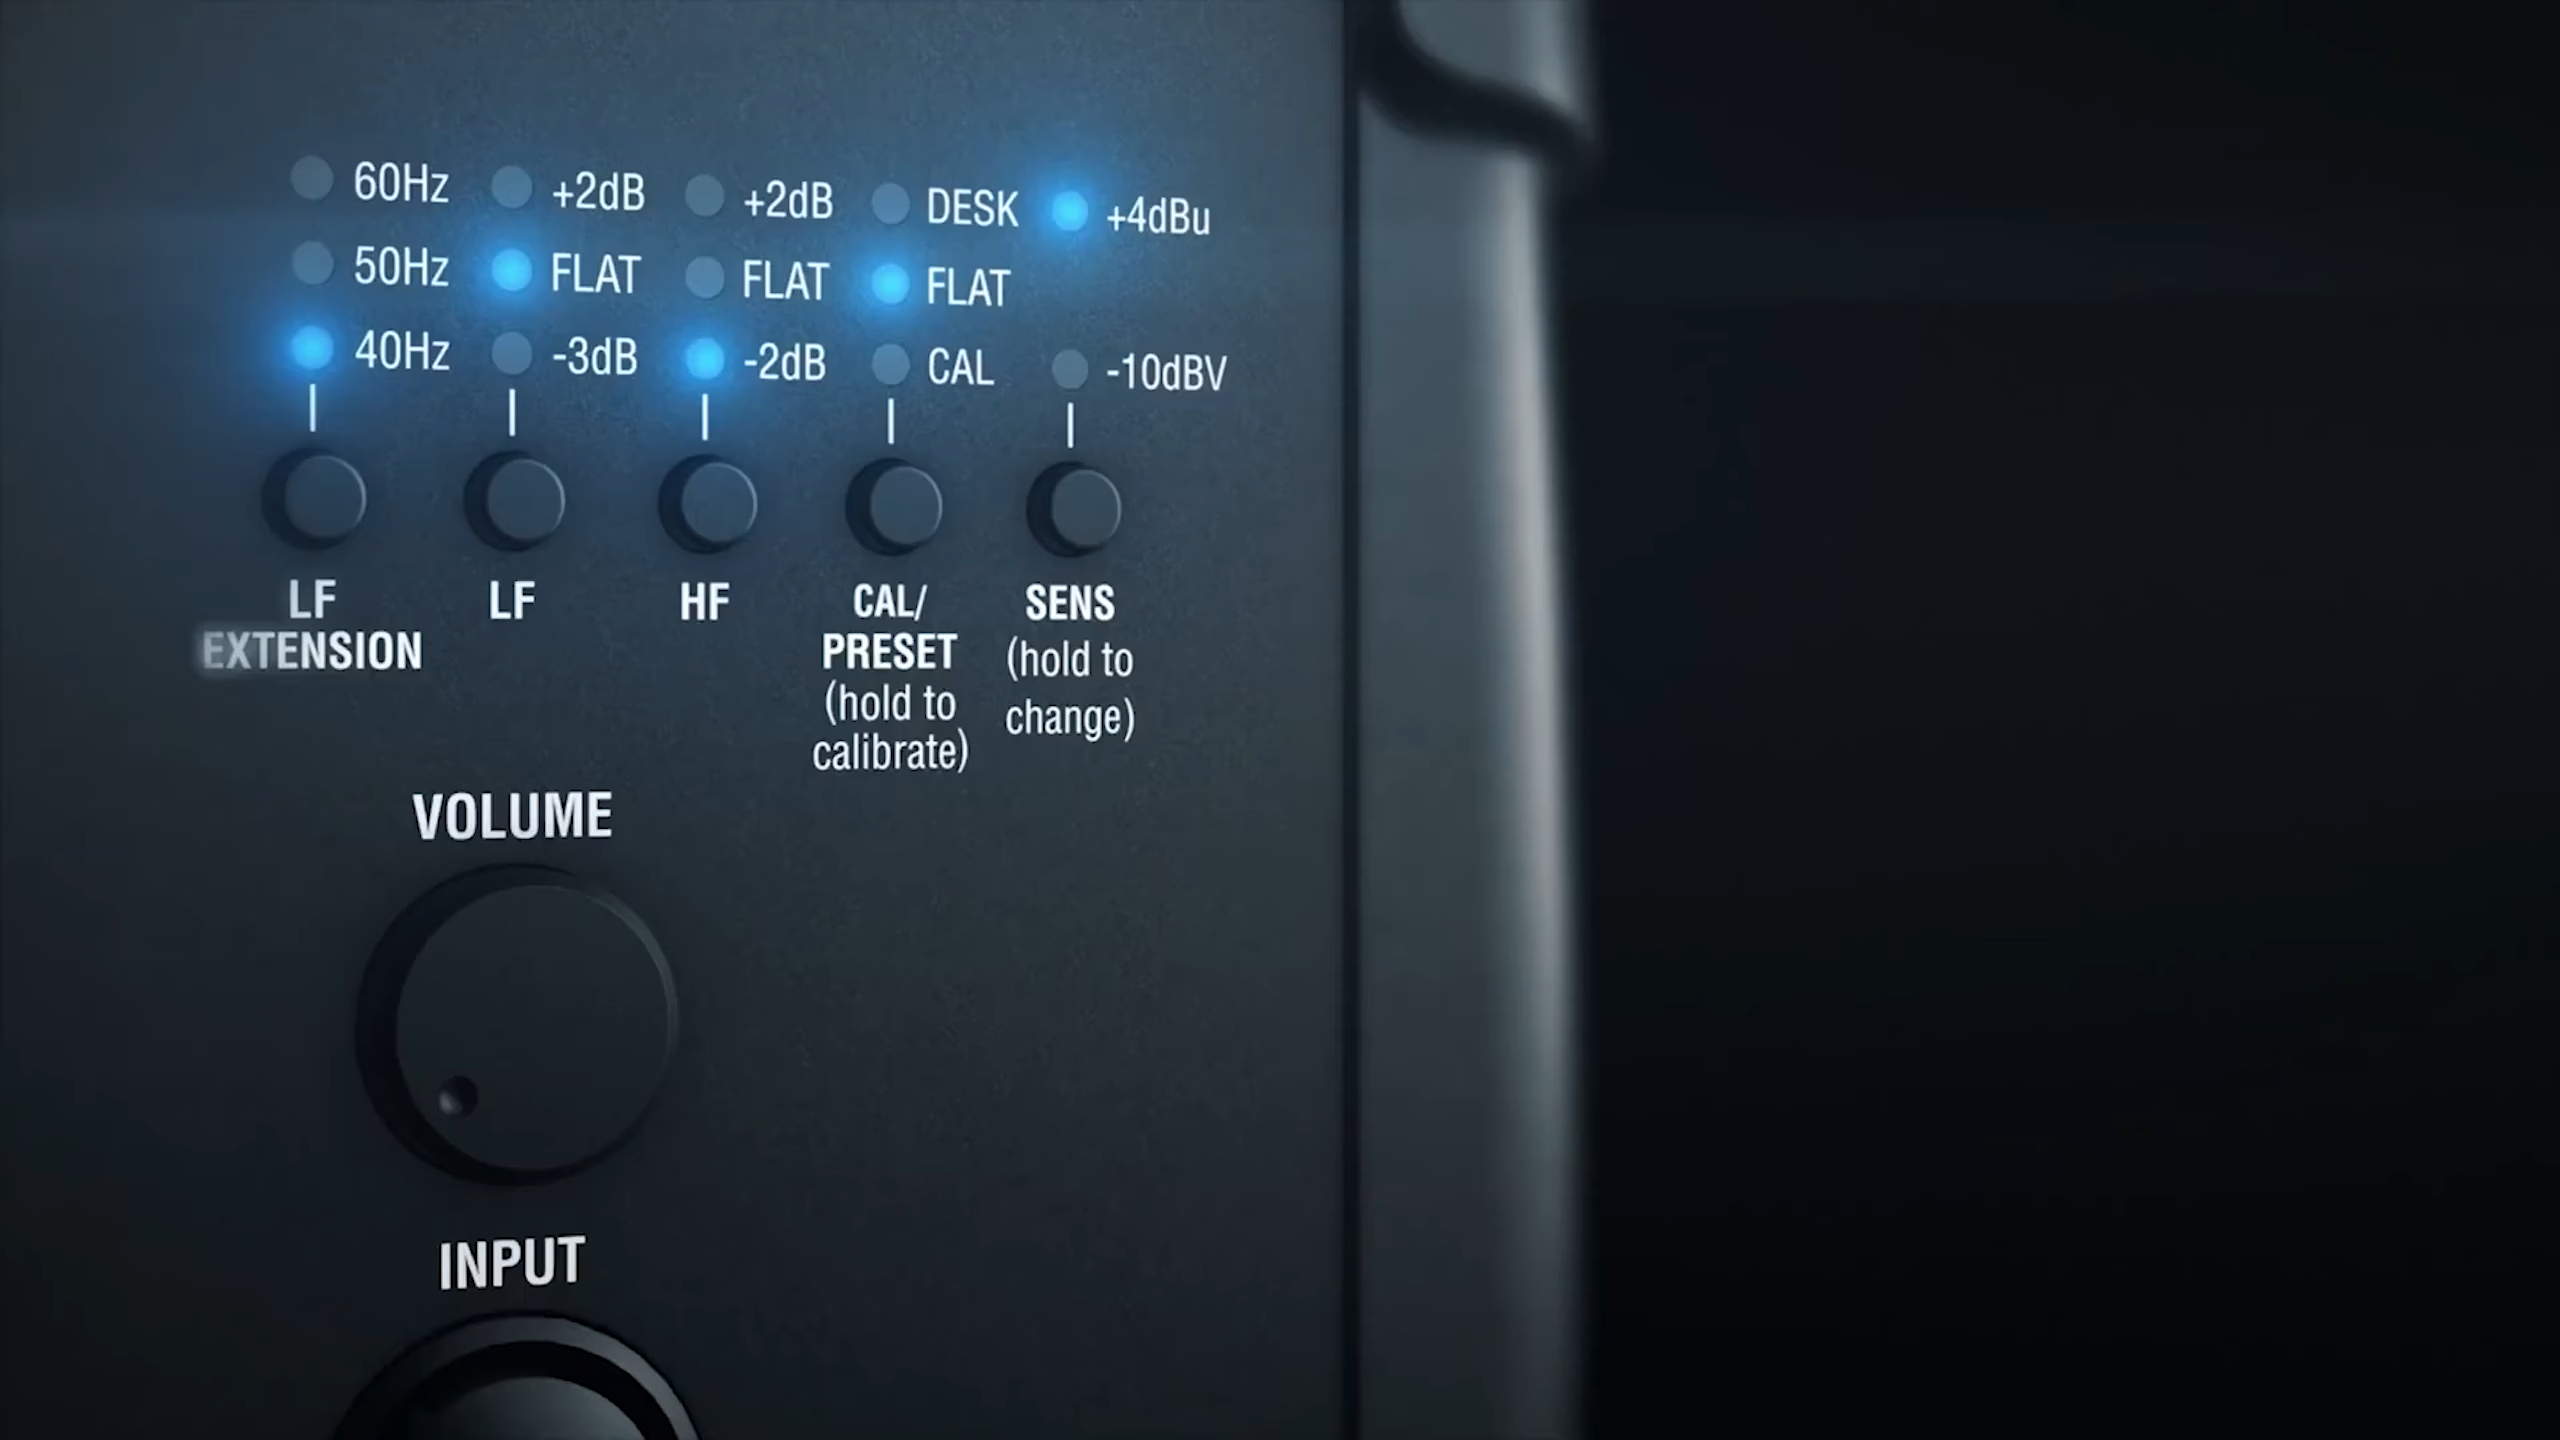 60Hz +2dB +2dB DESK +4dBu
50Hz FLAT FLAT FLAT
40Hz -3dB -2dB CAL -10dBV
LF
EXTENSION
LF
HF
CAL/
PRESET
(hold to
calibrate)
SENS
(hold to
change)
VOLUME
INPUT